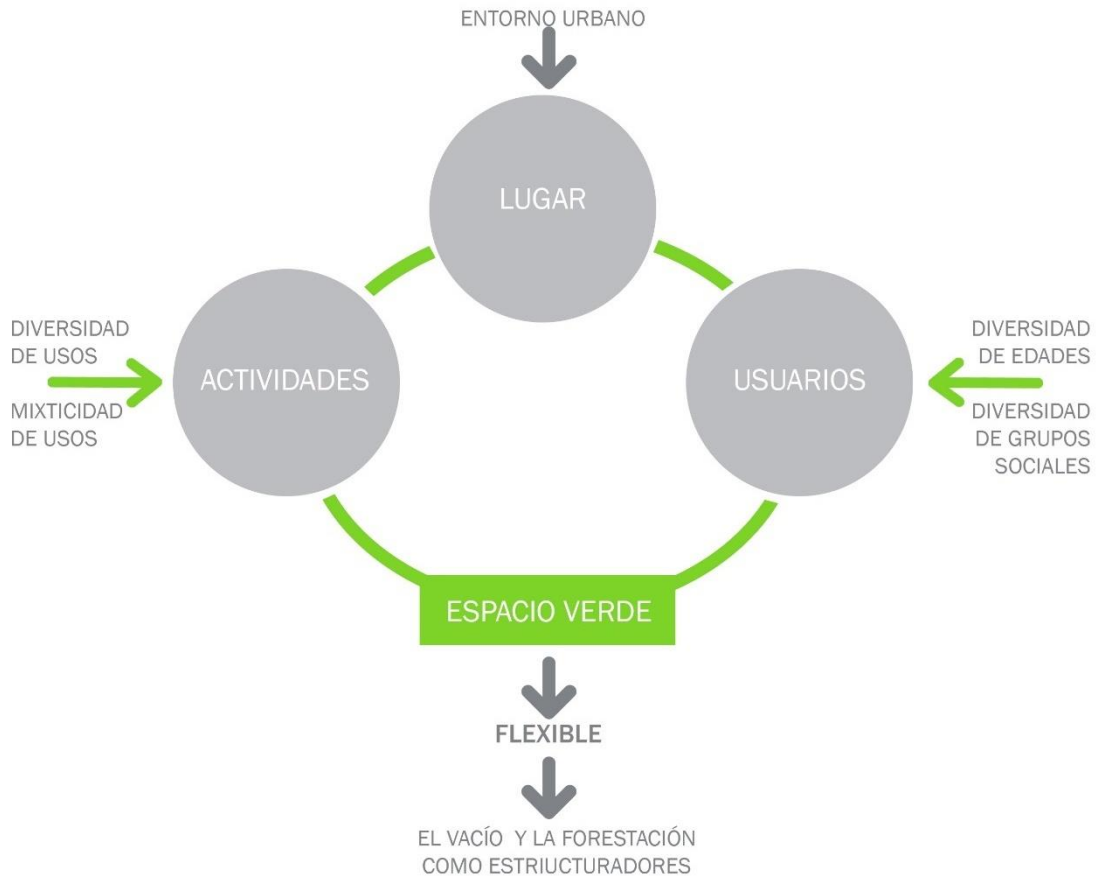 ENTORNO URBANO
LUGAR
DIVERSIDAD
DE USOS
MIXTICIDAD
DE USOS
ACTIVIDADES
USUARIOS
DIVERSIDAD
DE EDADES
DIVERSIDAD
DE GRUPOS
SOCIALES
ESPACIO VERDE
FLEXIBLE
EL VACÍO Y LA FORESTACIÓN
COMO ESTRIUCTURADORES